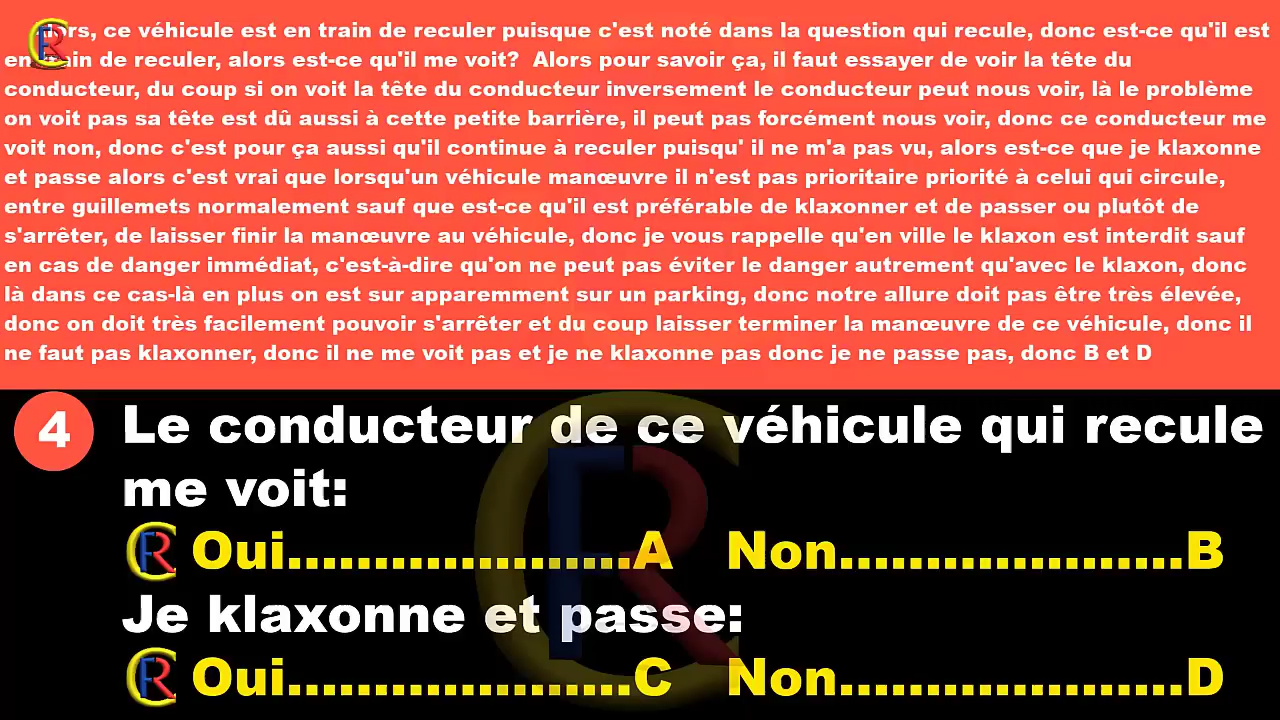 Alors, ce véhicule est en train de reculer puisque c'est noté dans la question qui recule, donc est-ce qu'il est
en train de reculer, alors est-ce qu'il me voit? Alors pour savoir ça, il faut essayer de voir la tête du
conducteur, du coup si on voit la tête du conducteur inversement le conducteur peut nous voir, là le problème
on voit pas sa tête est dû aussi à cette petite barrière, il peut pas forcément nous voir, donc ce conducteur me
voit non, donc c'est pour ça aussi qu'il continue à reculer puisqu' il ne m'a pas vu, alors est-ce que je klaxonne
et passe alors c'est vrai que lorsqu'un véhicule manœuvre il n'est pas prioritaire priorité à celui qui circule,
entre guillemets normalement sauf que est-ce qu'il est préférable de klaxonner et de passer ou plutôt de
s'arrêter, de laisser finir la manœuvre au véhicule, donc je vous rappelle qu'en ville le klaxon est interdit sauf
en cas de danger immédiat, c'est-à-dire qu'on ne peut pas éviter le danger autrement qu'avec le klaxon, donc
là dans ce cas-là en plus on est sur apparemment sur un parking, donc notre allure doit pas être très élevée,
donc on doit très facilement pouvoir s'arrêter et du coup laisser terminer la manœuvre de ce véhicule, donc il
ne faut pas klaxonner, donc il ne me voit pas et je ne klaxonne pas donc je ne passe pas, donc B et D
4 Le conducteur de ce véhicule qui recule
me voit:
Oui........................A Non........................B
Je klaxonne et passe:
Oui........................C Non........................D